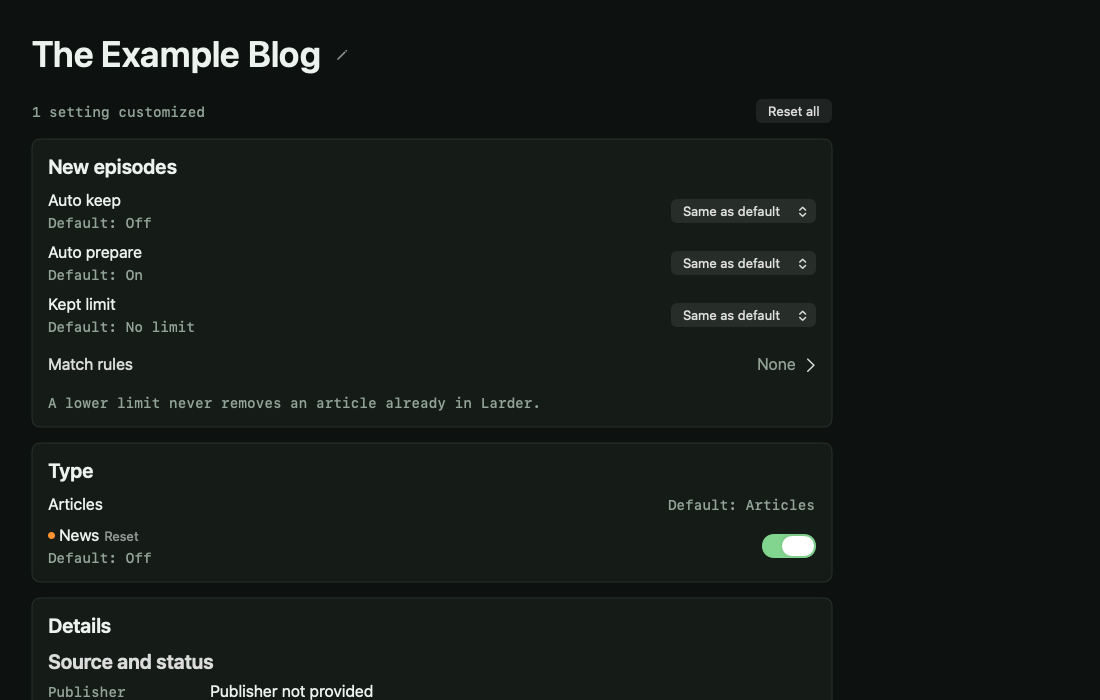 The Example Blog
1 setting customized
Reset all
New episodes
Auto keep
Default: Off
Same as default
Auto prepare
Default: On
Same as default
Kept limit
Default: No limit
Same as default
Match rules
None
A lower limit never removes an article already in Larder.
Type
Articles
Default: Articles
News Reset
Default: Off
Details
Source and status
Publisher
Publisher not provided